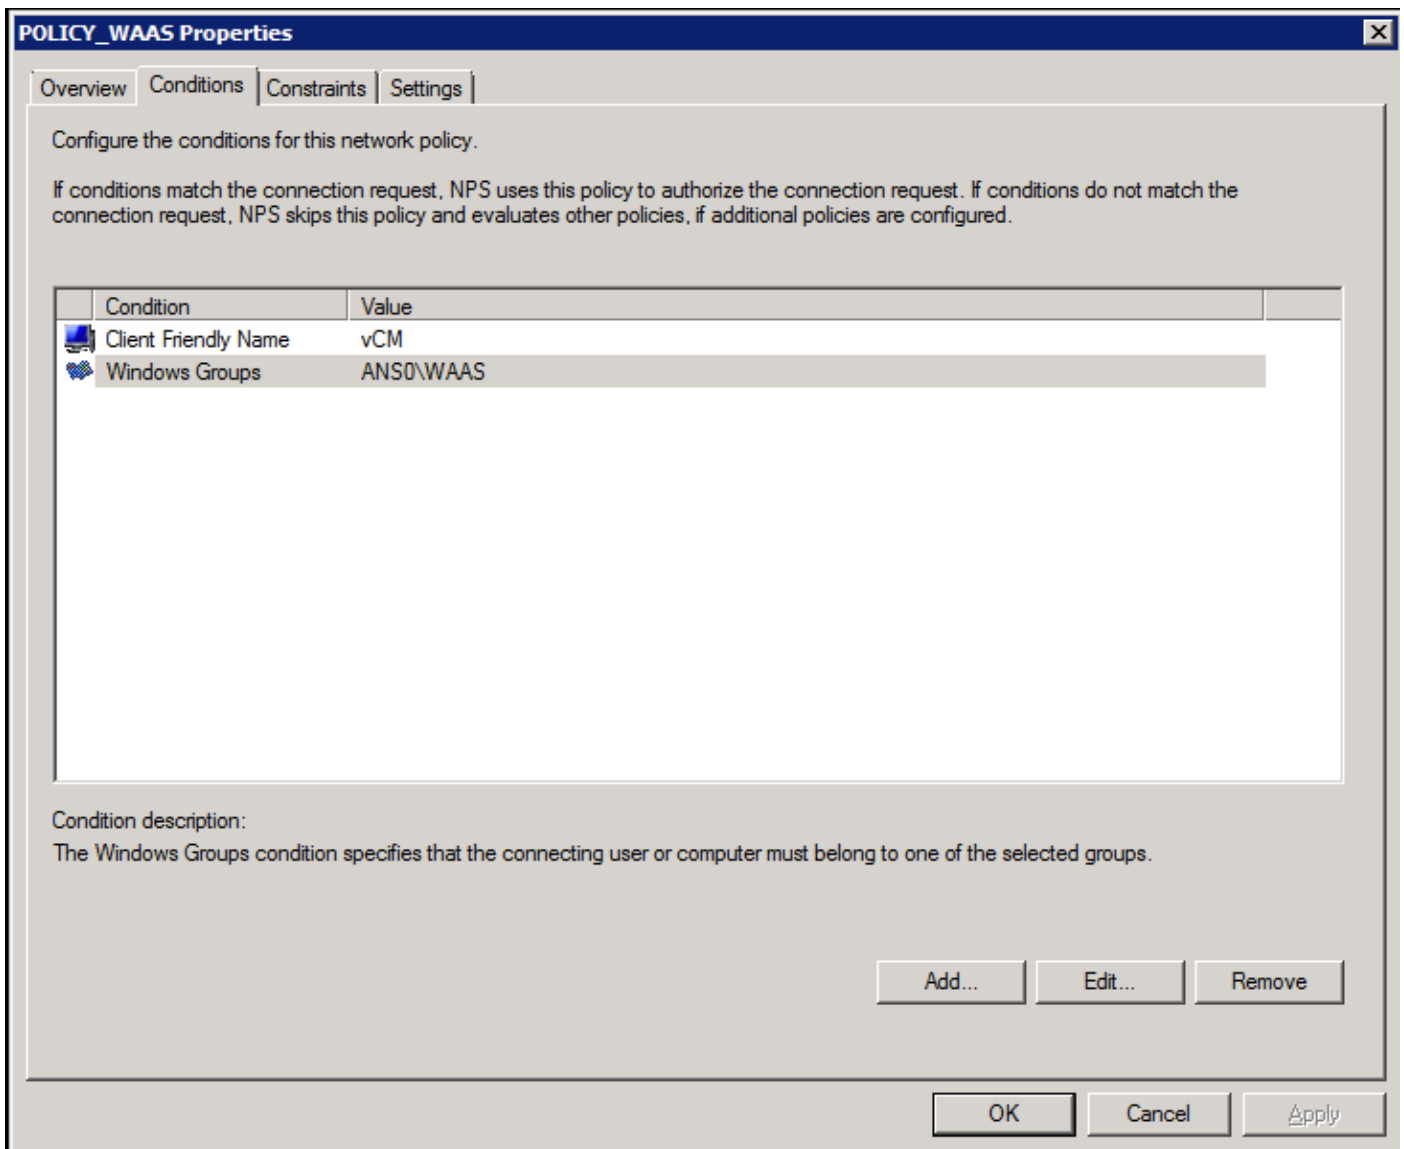 POLICY_WAAS Properties
Overview Conditions Constraints Settings
Configure the conditions for this network policy.
If conditions match the connection request, NPS uses this policy to authorize the connection request. If conditions do not match the
connection request, NPS skips this policy and evaluates other policies, if additional policies are configured.
Condition Value
Client Friendly Name vCM
Windows Groups ANS0\WAAS
Condition description:
The Windows Groups condition specifies that the connecting user or computer must belong to one of the selected groups.
Add... Edit... Remove
OK Cancel Apply